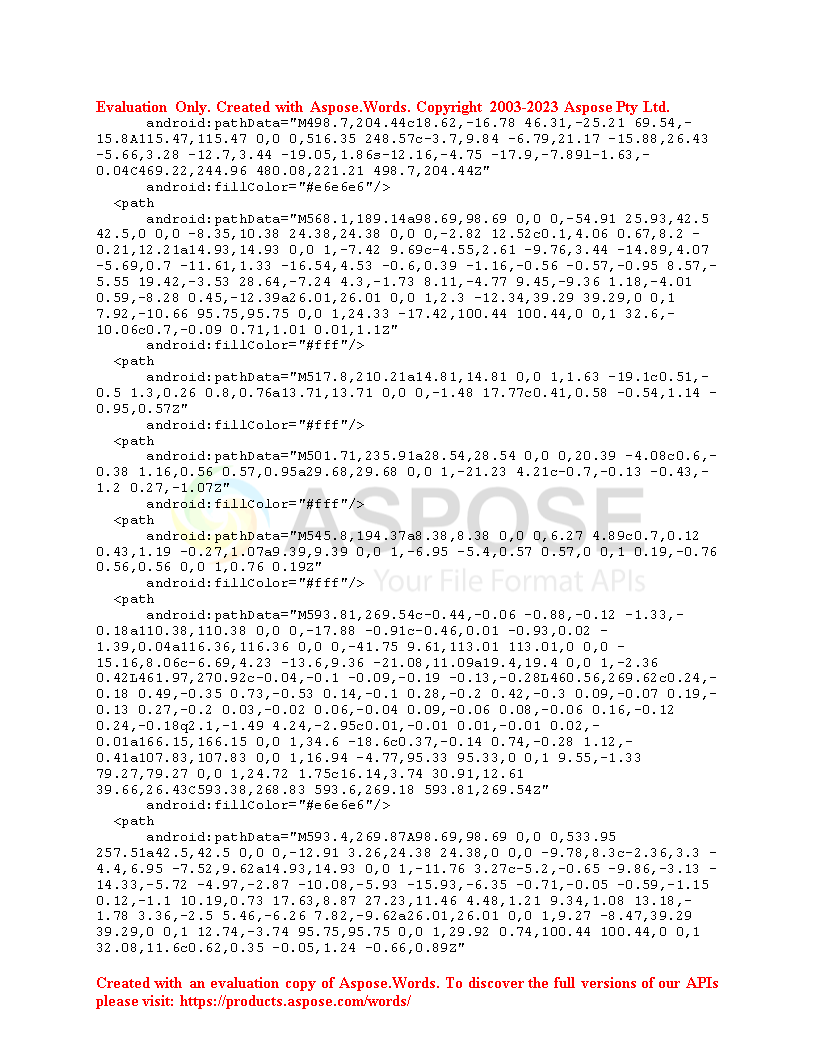 Evaluation Only. Created with Aspose.Words. Copyright 2003-2023 Aspose Pty Ltd.
android:pathData="M498.7,204.44c18.62,-16.78 46.31,-25.21 69.54,-
15.8A115.47,115.47 0,0 0,516.35 248.57c-3.7,9.84 -6.79,21.17 -15.88,26.43
-5.66,3.28 -12.7,3.44 -19.05,1.86s-12.16,-4.75 -17.9,-7.89l-1.63,-
0.04C469.22,244.96 480.08,221.21 498.7,204.44Z"
android:fillColor="#e6e6e6"/>
<path
android:pathData="M568.1,189.14a98.69,98.69 0,0 0,-54.91 25.93,42.5
42.5,0 0,0 -8.35,10.38 24.38,24.38 0,0 0,-2.82 12.52c0.1,4.06 0.67,8.2 -
0.21,12.21a14.93,14.93 0,0 1,-7.42 9.69c-4.55,2.61 -9.76,3.44 -14.89,4.07
-5.69,0.7 -11.61,1.33 -16.54,4.53 -0.6,0.39 -1.16,-0.56 -0.57,-0.95 8.57,-
5.55 19.42,-3.53 28.64,-7.24 4.3,-1.73 8.11,-4.77 9.45,-9.36 1.18,-4.01
0.59,-8.28 0.45,-12.39a26.01,26.01 0,0 1,2.3 -12.34,39.29 39.29,0 0,1
7.92,-10.66 95.75,95.75 0,0 1,24.33 -17.42,100.44 100.44,0 0,1 32.6,-
10.06c0.7,-0.09 0.71,1.01 0.01,1.1Z"
android:fillColor="#fff"/>
<path
android:pathData="M517.8,210.21a14.81,14.81 0,0 1,1.63 -19.1c0.51,-
0.5 1.3,0.26 0.8,0.76a13.71,13.71 0,0 0,-1.48 17.77c0.41,0.58 -0.54,1.14 -
0.95,0.57Z"
android:fillColor="#fff"/>
<path
android:pathData="M501.71,235.91a28.54,28.54 0,0 0,20.39 -4.08c0.6,-
0.38 1.16,0.56 0.57,0.95a29.68,29.68 0,0 1,-21.23 4.21c-0.7,-0.13 -0.43,-
1.2 0.27,-1.07Z"
android:fillColor="#fff"/>
<path
android:pathData="M545.8,194.37a8.38,8.38 0,0 0,6.27 4.89c0.7,0.12
0.43,1.19 -0.27,1.07a9.39,9.39 0,0 1,-6.95 -5.4,0.57 0.57,0 0,1 0.19,-0.76
0.56,0.56 0,0 1,0.76 0.19Z"
android:fillColor="#fff"/>
<path
android:pathData="M593.81,269.54c-0.44,-0.06 -0.88,-0.12 -1.33,-
0.18a110.38,110.38 0,0 0,-17.88 -0.91c-0.46,0.01 -0.93,0.02 -
1.39,0.04a116.36,116.36 0,0 0,-41.75 9.61,113.01 113.01,0 0,0 -
15.16,8.06c-6.69,4.23 -13.6,9.36 -21.08,11.09a19.4,19.4 0,0 1,-2.36
0.42L461.97,270.92c-0.04,-0.1 -0.09,-0.19 -0.13,-0.28L460.56,269.62c0.24,-
0.18 0.49,-0.35 0.73,-0.53 0.14,-0.1 0.28,-0.2 0.42,-0.3 0.09,-0.07 0.19,-
0.13 0.27,-0.2 0.03,-0.02 0.06,-0.04 0.09,-0.06 0.08,-0.06 0.16,-0.12
0.24,-0.18q2.1,-1.49 4.24,-2.95c0.01,-0.01 0.01,-0.01 0.02,-
0.01a166.15,166.15 0,0 1,34.6 -18.6c0.37,-0.14 0.74,-0.28 1.12,-
0.41a107.83,107.83 0,0 1,16.94 -4.77,95.33 95.33,0 0,1 9.55,-1.33
79.27,79.27 0,0 1,24.72 1.75c16.14,3.74 30.91,12.61
39.66,26.43C593.38,268.83 593.6,269.18 593.81,269.54Z"
android:fillColor="#e6e6e6"/>
<path
android:pathData="M593.4,269.87A98.69,98.69 0,0 0,533.95
257.51a42.5,42.5 0,0 0,-12.91 3.26,24.38 24.38,0 0,0 -9.78,8.3c-2.36,3.3 -
4.4,6.95 -7.52,9.62a14.93,14.93 0,0 1,-11.76 3.27c-5.2,-0.65 -9.86,-3.13 -
14.33,-5.72 -4.97,-2.87 -10.08,-5.93 -15.93,-6.35 -0.71,-0.05 -0.59,-1.15
0.12,-1.1 10.19,0.73 17.63,8.87 27.23,11.46 4.48,1.21 9.34,1.08 13.18,-
1.78 3.36,-2.5 5.46,-6.26 7.82,-9.62a26.01,26.01 0,0 1,9.27 -8.47,39.29
39.29,0 0,1 12.74,-3.74 95.75,95.75 0,0 1,29.92 0.74,100.44 100.44,0 0,1
32.08,11.6c0.62,0.35 -0.05,1.24 -0.66,0.89Z"
ASPOSE
Your File Format APIs
Created with an evaluation copy of Aspose.Words. To discover the full versions of our APIs
please visit: https://products.aspose.com/words/